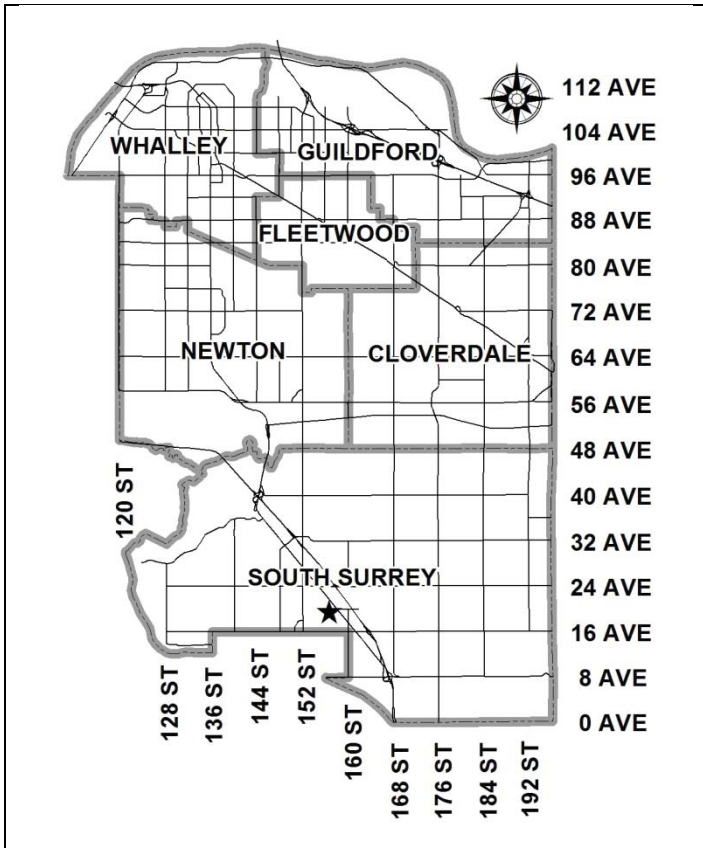 112 AVE
104 AVE
WHALLEY
GUILDFORD
96 AVE
88 AVE
FLEETWOOD
80 AVE
72 AVE
NEWTON
CLOVERDALE
64 AVE
56 AVE
48 AVE
120 ST
40 AVE
32 AVE
SOUTH SURREY
24 AVE
16 AVE
128 ST
136 ST
144 ST
152 ST
8 AVE
160 ST
0 AVE
168 ST
176 ST
184 ST
192 ST